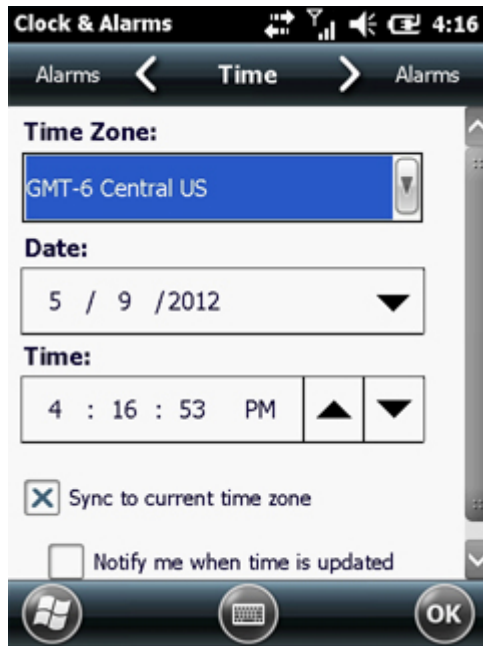 Clock & Alarms 4:16
Alarms Time Alarms
Time Zone:
GMT-6 Central US
Date:
5 / 9 /2012
Time:
4 : 16 : 53 PM
Sync to current time zone
Notify me when time is updated
OK